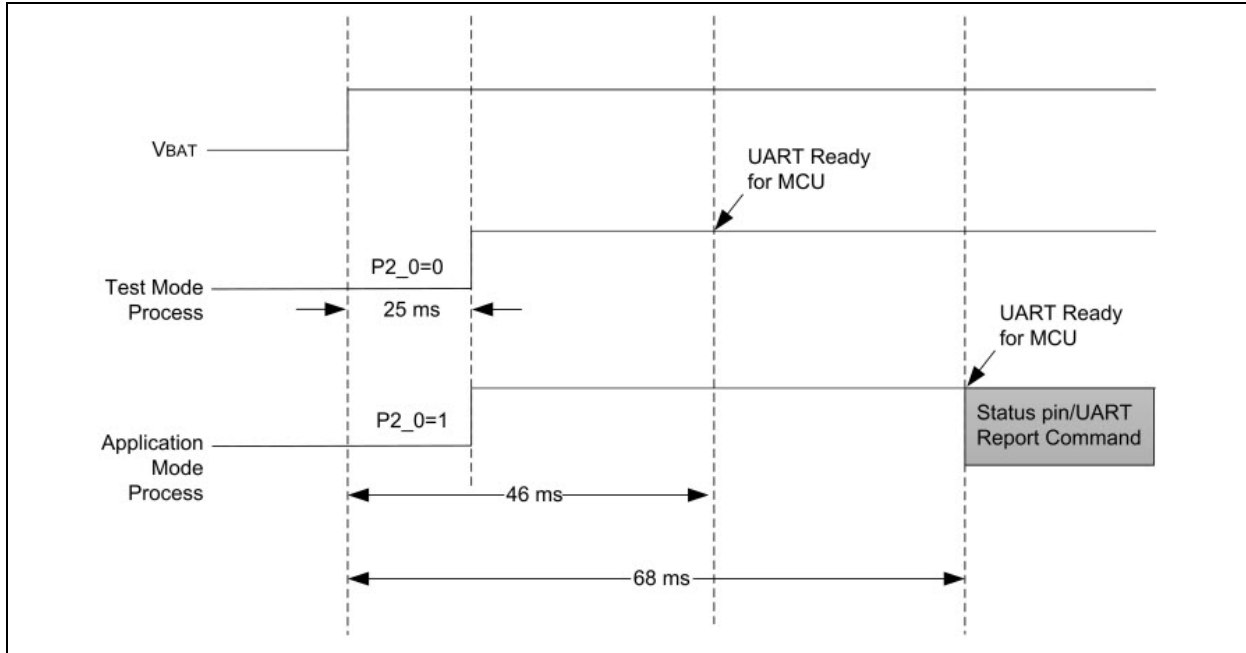 VBAT
UART Ready
for MCU
P2_0=0
Test Mode
Process
25 ms
UART Ready
for MCU
P2_0=1
Status pin/UART
Report Command
Application
Mode
Process
46 ms
68 ms